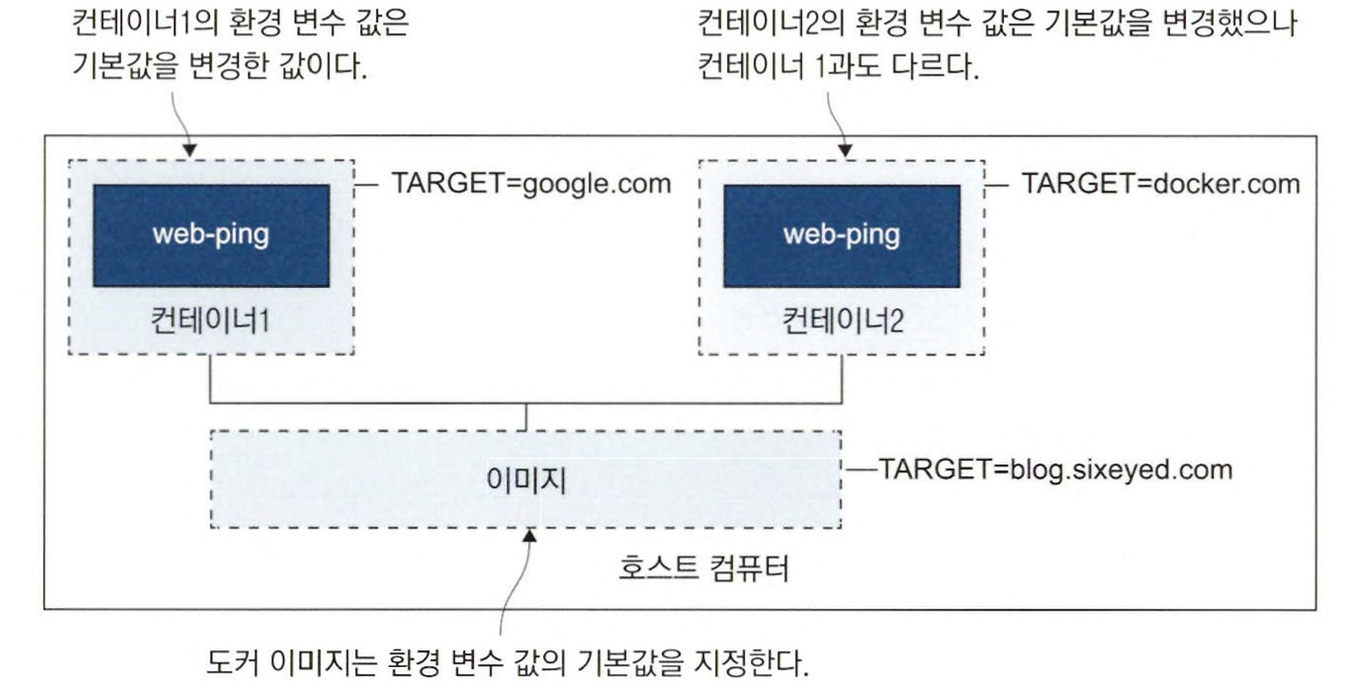 컨테이너1의 환경 변수 값은
기본값을 변경한 값이다.
컨테이너2의 환경 변수 값은 기본값을 변경했으나
컨테이너 1과도 다르다.
TARGET=google.com
web-ping
컨테이너1
TARGET=docker.com
web-ping
컨테이너2
이미지
TARGET=blog.sixeyed.com
호스트 컴퓨터
도커 이미지는 환경 변수 값의 기본값을 지정한다.